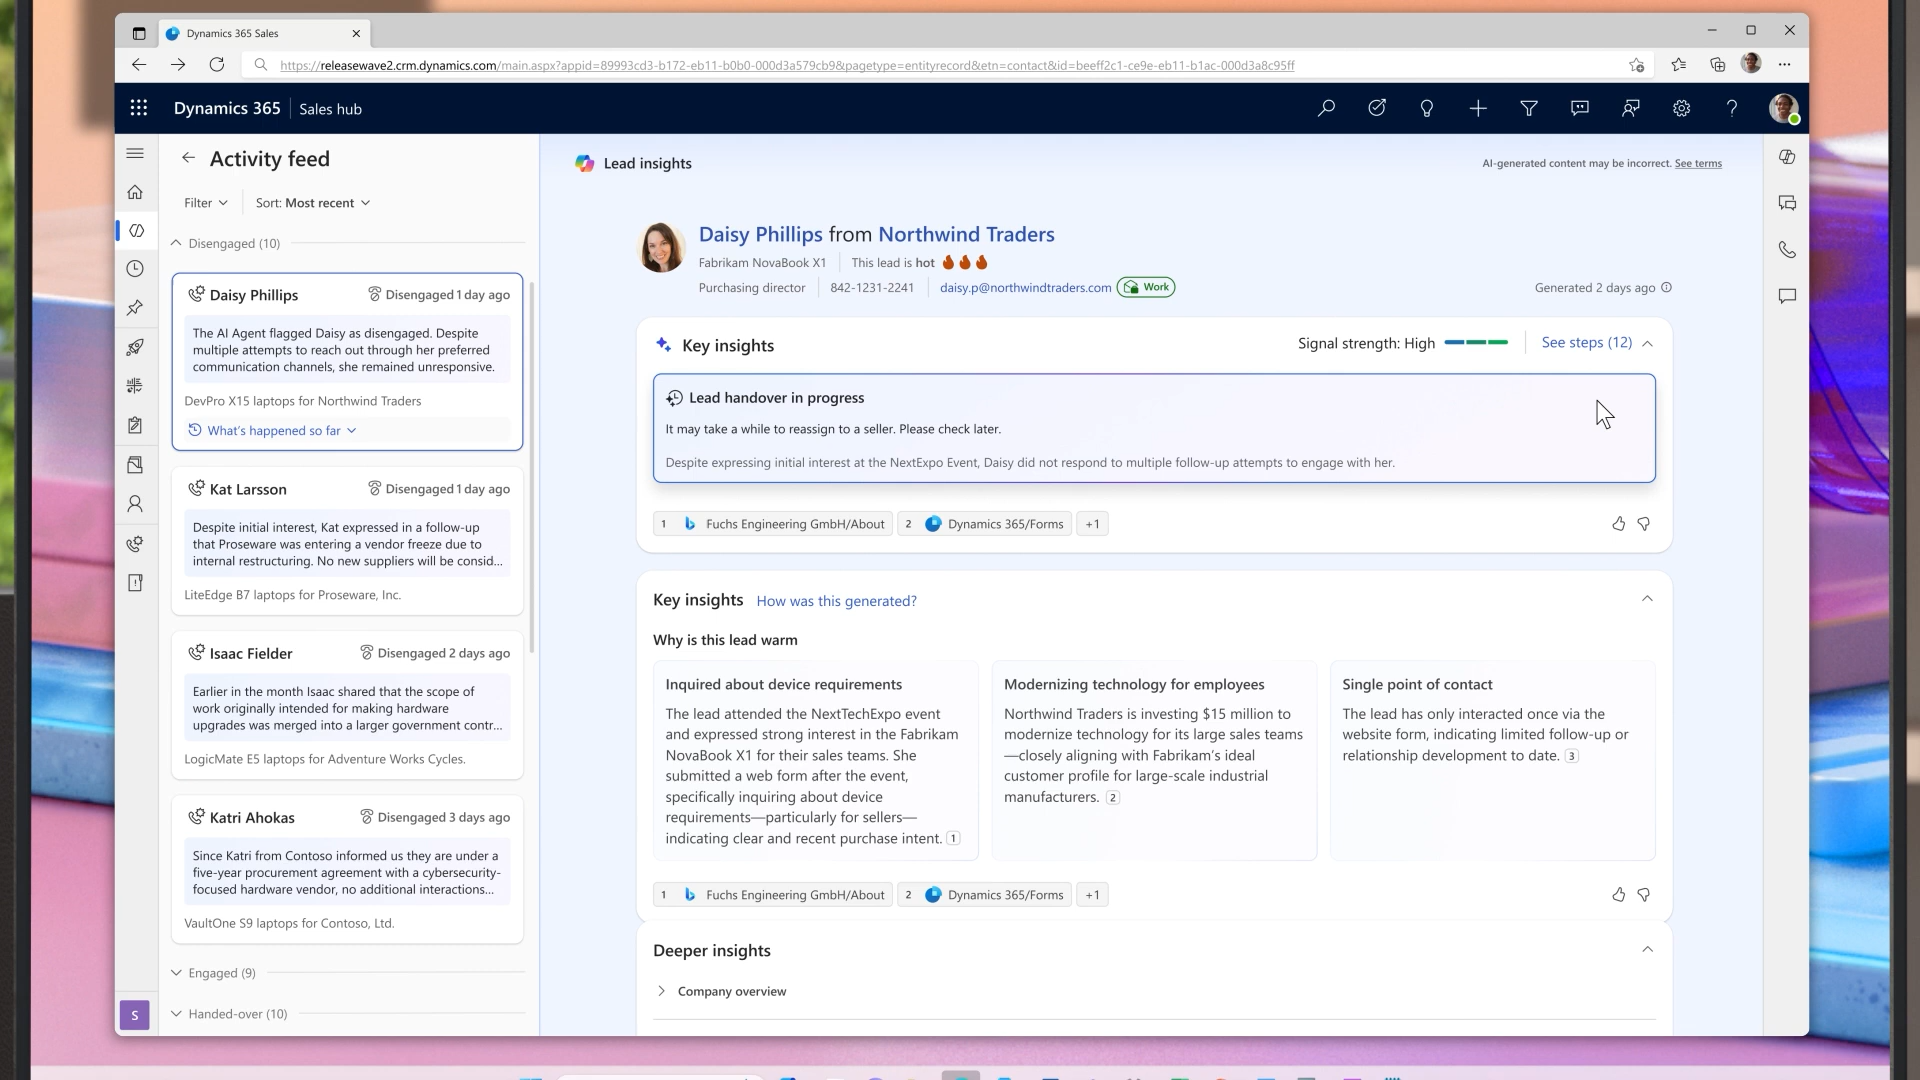 Dynamics 365 Sales
https://releasewave2.crm.dynamics.com/main.aspx?appid=89993cd3-b172-eb11-b0b0-000d3a579cb9&pagetype=entityrecord&etn=contact&id=beeff2c1-ce9e-eb11-b1ac-000d3a8c95ff
Dynamics 365 Sales hub
Activity feed
Filter
Sort: Most recent
Disengaged (10)
Daisy Phillips
Disengaged 1 day ago
The AI Agent flagged Daisy as disengaged. Despite
multiple attempts to reach out through her preferred
communication channels, she remained unresponsive.
DevPro X15 laptops for Northwind Traders
What's happened so far
Kat Larsson
Disengaged 1 day ago
Despite initial interest, Kat expressed in a follow-up
that Proseware was entering a vendor freeze due to
internal restructuring. No new suppliers will be consid...
LiteEdge B7 laptops for Proseware, Inc.
Isaac Fielder
Disengaged 2 days ago
Earlier in the month Isaac shared that the scope of
work originally intended for making hardware
upgrades was merged into a larger government contr...
LogicMate E5 laptops for Adventure Works Cycles.
Katri Ahokas
Disengaged 3 days ago
Since Katri from Contoso informed us they are under a
five-year procurement agreement with a cybersecurity-
focused hardware vendor, no additional interactions...
VaultOne S9 laptops for Contoso, Ltd.
Engaged (9)
Handed-over (10)
S
Lead insights
AI-generated content may be incorrect. See terms
Daisy Phillips from Northwind Traders
Fabrikam NovaBook X1
This lead is hot
Purchasing director
842-1231-2241
daisy.p@northwindtraders.com
Work
Generated 2 days ago
Key insights
Signal strength: High
See steps (12)
Lead handover in progress
It may take a while to reassign to a seller. Please check later.
Despite expressing initial interest at the NextExpo Event, Daisy did not respond to multiple follow-up attempts to engage with her.
1 Fuchs Engineering GmbH/About
2 Dynamics 365/Forms
+1
Key insights
How was this generated?
Why is this lead warm
Inquired about device requirements
The lead attended the NextTechExpo event
and expressed strong interest in the Fabrikam
NovaBook X1 for their sales teams. She
submitted a web form after the event,
specifically inquiring about device
requirements—particularly for sellers—
indicating clear and recent purchase intent. 1
Modernizing technology for employees
Northwind Traders is investing $15 million to
modernize technology for its large sales teams
—closely aligning with Fabrikam's ideal
customer profile for large-scale industrial
manufacturers. 2
Single point of contact
The lead has only interacted once via the
website form, indicating limited follow-up or
relationship development to date. 3
1 Fuchs Engineering GmbH/About
2 Dynamics 365/Forms
+1
Deeper insights
Company overview